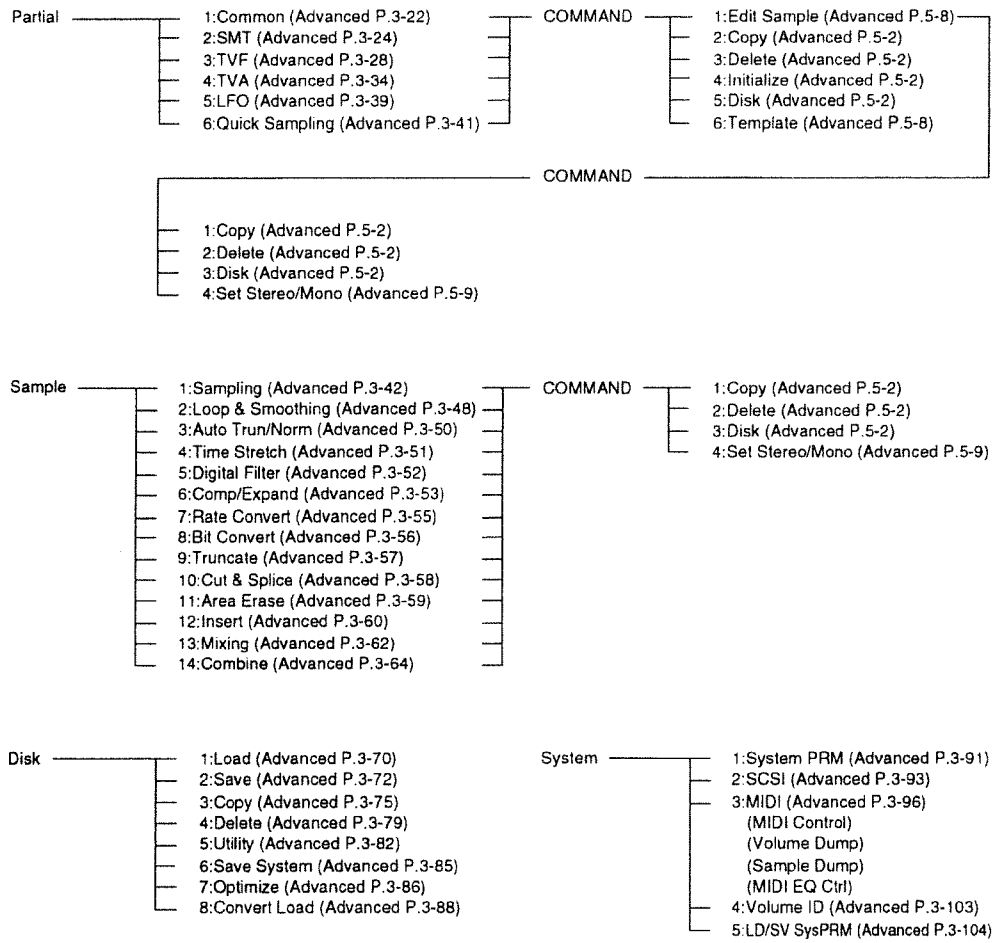 Partial
1:Common (Advanced P.3-22)
2:SMT (Advanced P.3-24)
3:TVF (Advanced P.3-28)
4:TVA (Advanced P.3-34)
5:LFO (Advanced P.3-39)
6:Quick Sampling (Advanced P.3-41)
COMMAND
1:Edit Sample (Advanced P.5-8)
2:Copy (Advanced P.5-2)
3:Delete (Advanced P.5-2)
4:Initialize (Advanced P.5-2)
5:Disk (Advanced P.5-2)
6:Template (Advanced P.5-8)
COMMAND
1:Copy (Advanced P.5-2)
2:Delete (Advanced P.5-2)
3:Disk (Advanced P.5-2)
4:Set Stereo/Mono (Advanced P.5-9)
Sample
1:Sampling (Advanced P.3-42)
2:Loop & Smoothing (Advanced P.3-48)
3:Auto Trun/Norm (Advanced P.3-50)
4:Time Stretch (Advanced P.3-51)
5:Digital Filter (Advanced P.3-52)
6:Comp/Expand (Advanced P.3-53)
7:Rate Convert (Advanced P.3-55)
8:Bit Convert (Advanced P.3-56)
9:Truncate (Advanced P.3-57)
10:Cut & Splice (Advanced P.3-58)
11:Area Erase (Advanced P.3-59)
12:Insert (Advanced P.3-60)
13:Mixing (Advanced P.3-62)
14:Combine (Advanced P.3-64)
COMMAND
1:Copy (Advanced P.5-2)
2:Delete (Advanced P.5-2)
3:Disk (Advanced P.5-2)
4:Set Stereo/Mono (Advanced P.5-9)
Disk
1:Load (Advanced P.3-70)
2:Save (Advanced P.3-72)
3:Copy (Advanced P.3-75)
4:Delete (Advanced P.3-79)
5:Utility (Advanced P.3-82)
6:Save System (Advanced P.3-85)
7:Optimize (Advanced P.3-86)
8:Convert Load (Advanced P.3-88)
System
1:System PRM (Advanced P.3-91)
2:SCSI (Advanced P.3-93)
3:MIDI (Advanced P.3-96)
(MIDI Control)
(Volume Dump)
(Sample Dump)
(MIDI EQ Ctrl)
4:Volume ID (Advanced P.3-103)
5:LD/SV SysPRM (Advanced P.3-104)